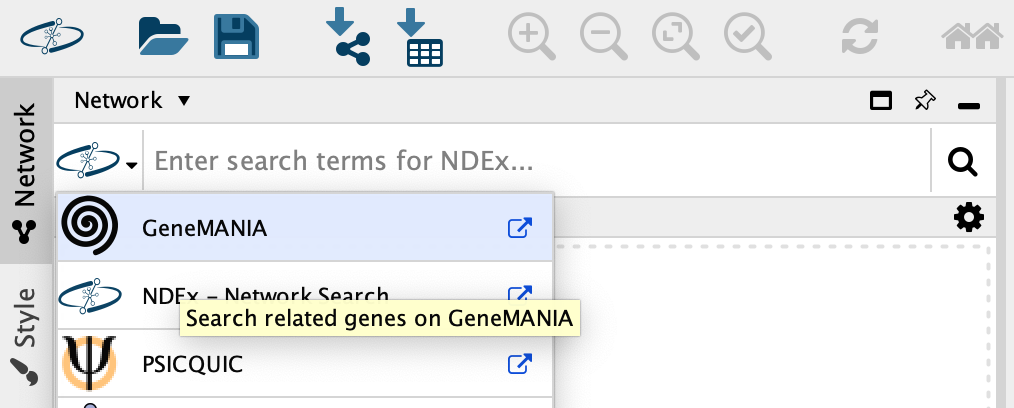 Network
Style
Network ▼
Enter search terms for NDEx...
GeneMANIA
NDEx – Network Search
Search related genes on GeneMANIA
PSICQUIC